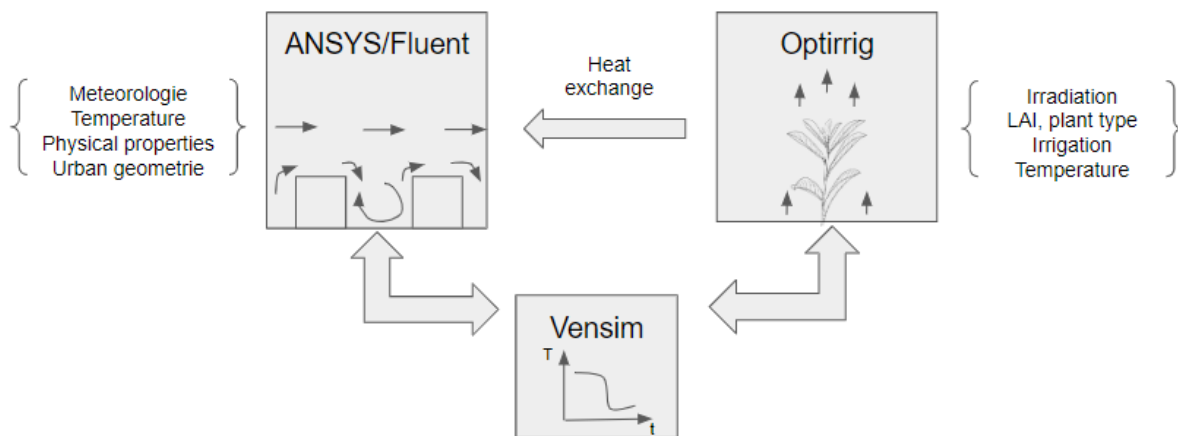 ANSYS/Fluent
Meteorologie
Temperature
Physical properties
Urban geometrie
Heat
exchange
Optirrig
Irradiation
LAI, plant type
Irrigation
Temperature
Vensim
T
t